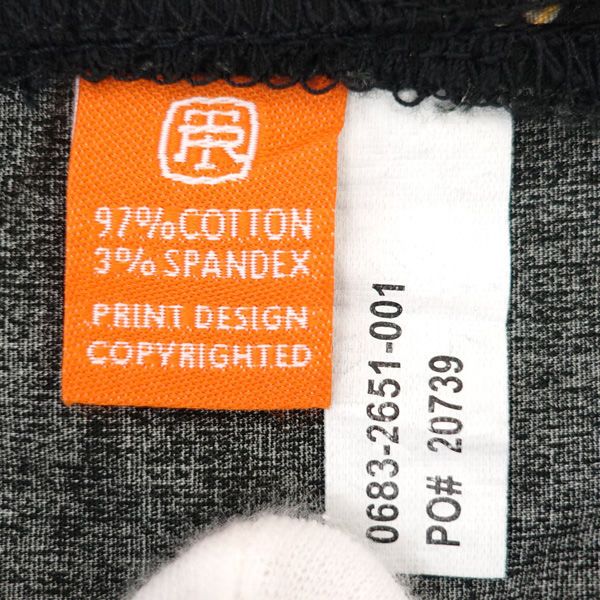 97% COTTON
3% SPANDEX
PRINT DESIGN
COPYRIGHTED
0683-2651-001
PO# 20739